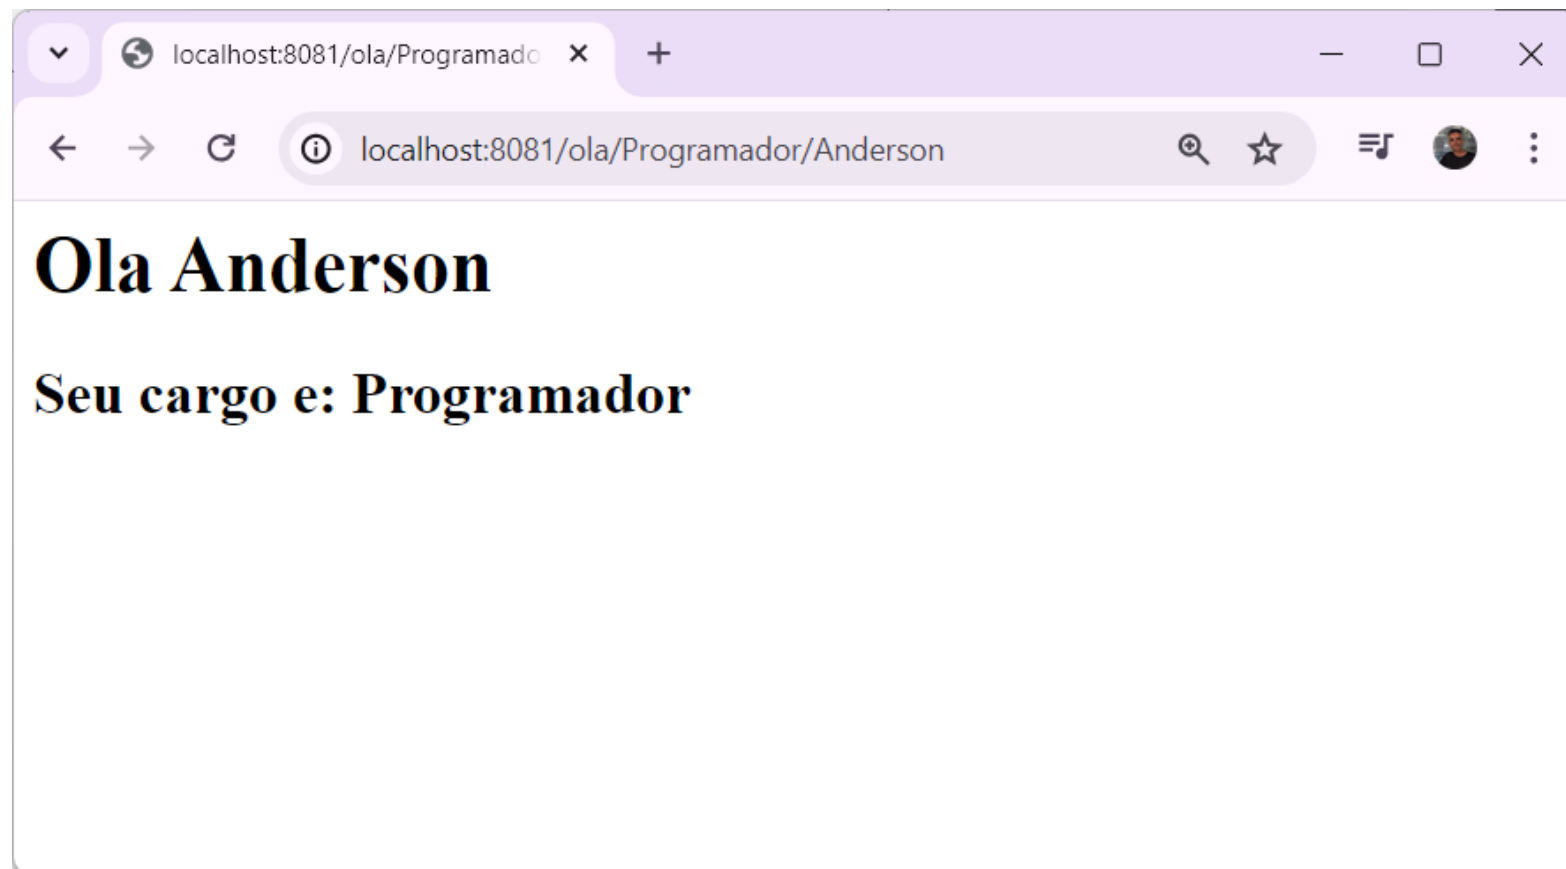 localhost:8081/ola/Programado
localhost:8081/ola/Programador/Anderson
Ola Anderson
Seu cargo e: Programador